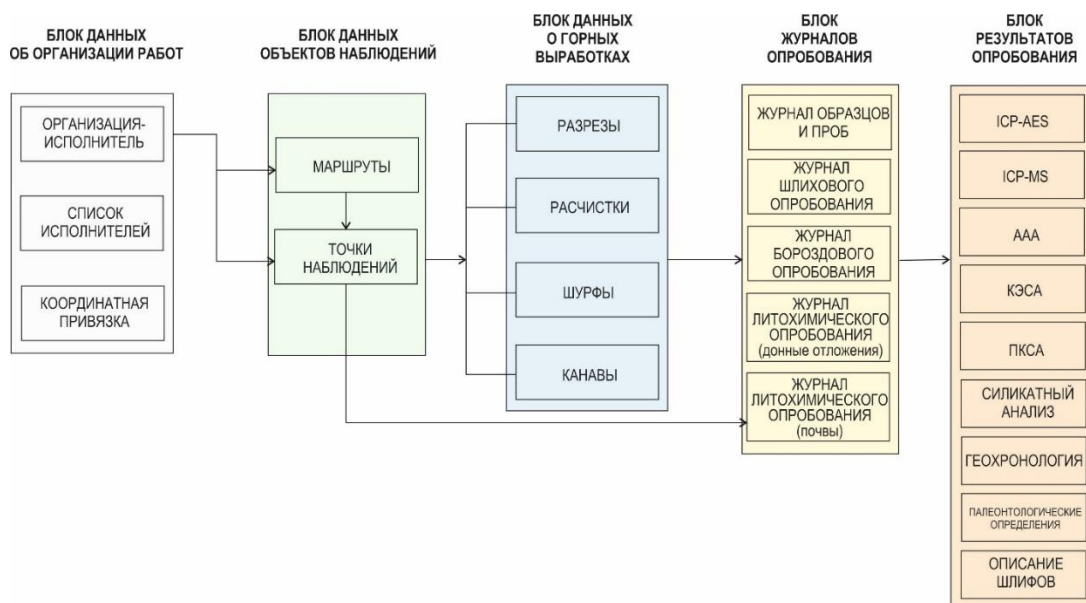 БЛОК ДАННЫХ
ОБ ОРГАНИЗАЦИИ РАБОТ
ОРГАНИЗАЦИЯ-
ИСПОЛНИТЕЛЬ
СПИСОК
ИСПОЛНИТЕЛЕЙ
КООРДИНАТНАЯ
ПРИВЯЗКА
БЛОК ДАННЫХ
ОБЪЕКТОВ НАБЛЮДЕНИЙ
МАРШРУТЫ
ТОЧКИ
НАБЛЮДЕНИЙ
БЛОК ДАННЫХ
О ГОРНЫХ
ВЫРАБОТКАХ
РАЗРЕЗЫ
РАСЧИСТКИ
ШУРФЫ
КАНАВЫ
БЛОК
ЖУРНАЛОВ
ОПРОБОВАНИЯ
ЖУРНАЛ ОБРАЗЦОВ
И ПРОБ
ЖУРНАЛ
ШЛИХОВОГО
ОПРОБОВАНИЯ
ЖУРНАЛ
БОРОЗДОВОГО
ОПРОБОВАНИЯ
ЖУРНАЛ
ЛИТОХИМИЧЕСКОГО
ОПРОБОВАНИЯ
(донные отложения)
ЖУРНАЛ
ЛИТОХИМИЧЕСКОГО
ОПРОБОВАНИЯ
(почвы)
БЛОК
РЕЗУЛЬТАТОВ
ОПРОБОВАНИЯ
ICP-AES
ICP-MS
ААА
КЭСА
ПКСА
СИЛИКАТНЫЙ
АНАЛИЗ
ГЕОХРОНОЛОГИЯ
ПАЛЕОНТОЛОГИЧЕСКИЕ
ОПРЕДЕЛЕНИЯ
ОПИСАНИЕ
ШЛИФОВ